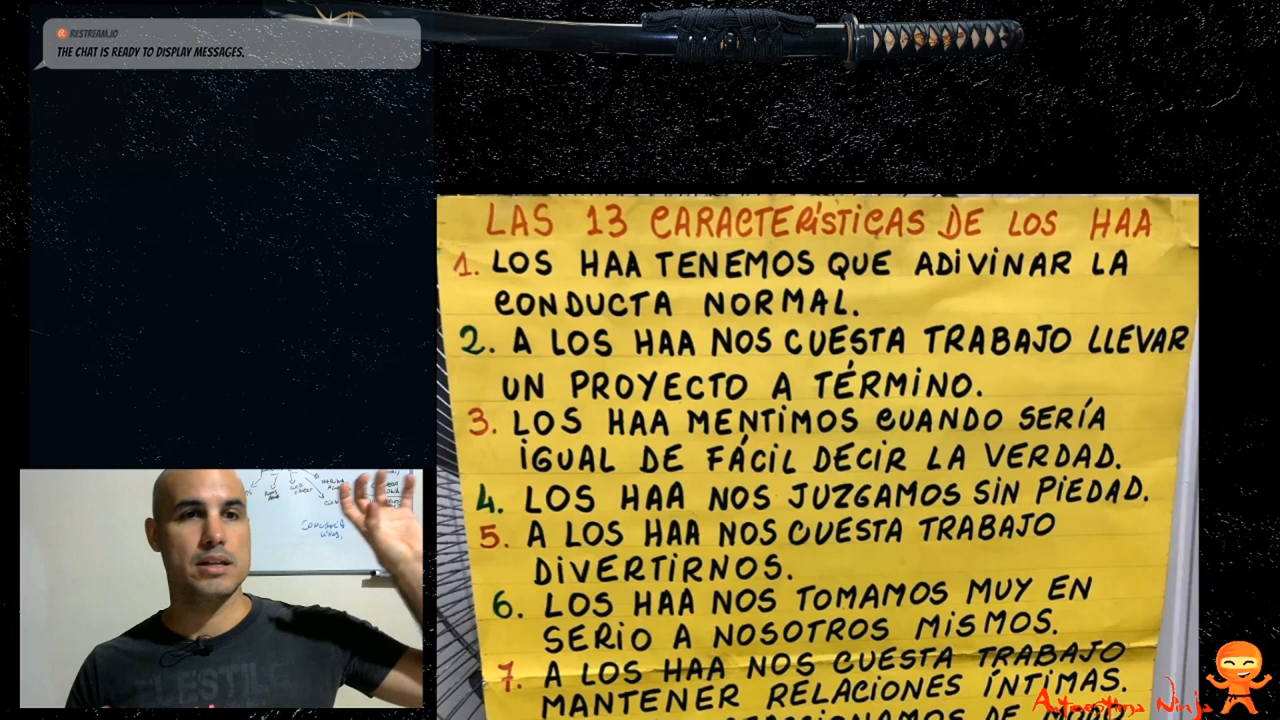 RESTREAM.IO
THE CHAT IS READY TO DISPLAY MESSAGES.
LAS 13 CARACTERÍSTICAS DE LOS HAA
1. LOS HAA TENEMOS QUE ADIVINAR LA
CONDUCTA NORMAL.
2. A LOS HAA NOS CUESTA TRABAJO LLEVAR
UN PROYECTO A TÉRMINO.
3. LOS HAA MENTIMOS CUANDO SERÍA
IGUAL DE FÁCIL DECIR LA VERDAD.
4. LOS HAA NOS JUZGAMOS SIN PIEDAD.
5. A LOS HAA NOS CUESTA TRABAJO
DIVERTIRNOS.
6. LOS HAA NOS TOMAMOS MUY EN
SERIO A NOSOTROS MISMOS.
7. A LOS HAA NOS CUESTA TRABAJO
MANTENER RELACIONES ÍNTIMAS.
Autoestima Ninja